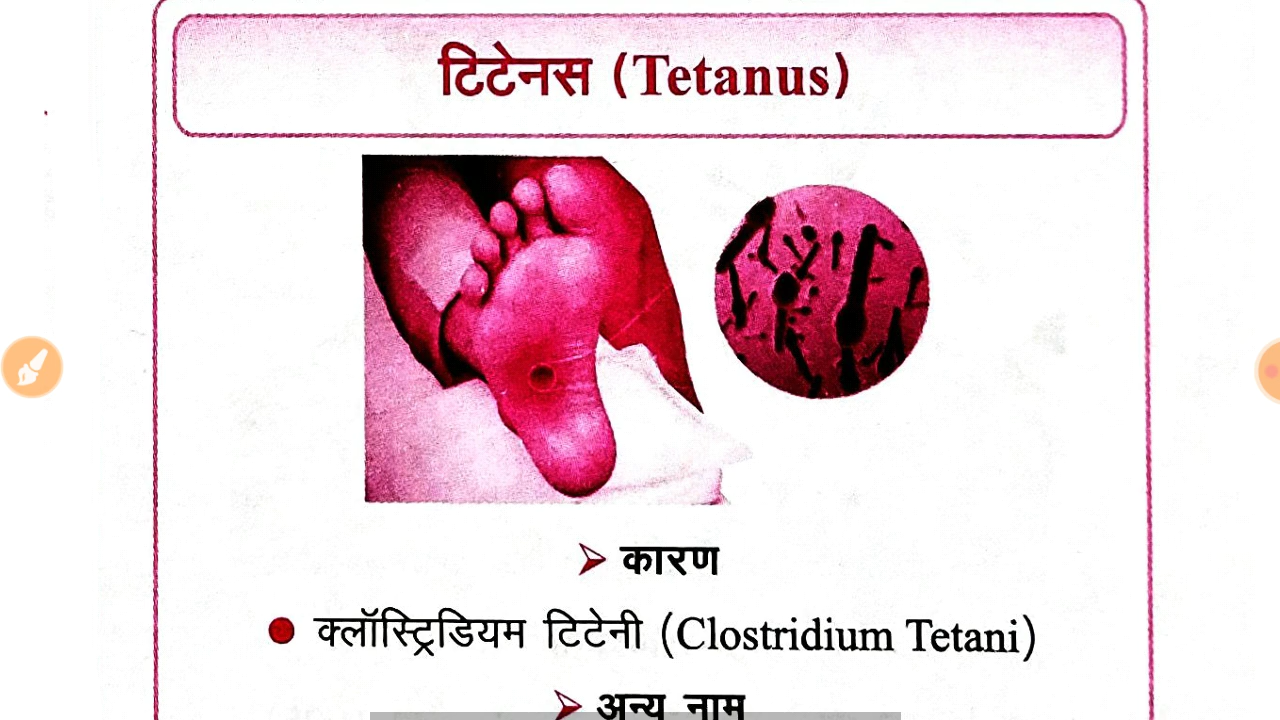 टिटेनस (Tetanus)
➢ कारण
● क्लॉस्ट्रिडियम टिटेनी (Clostridium Tetani)
➢ अन्य नाम